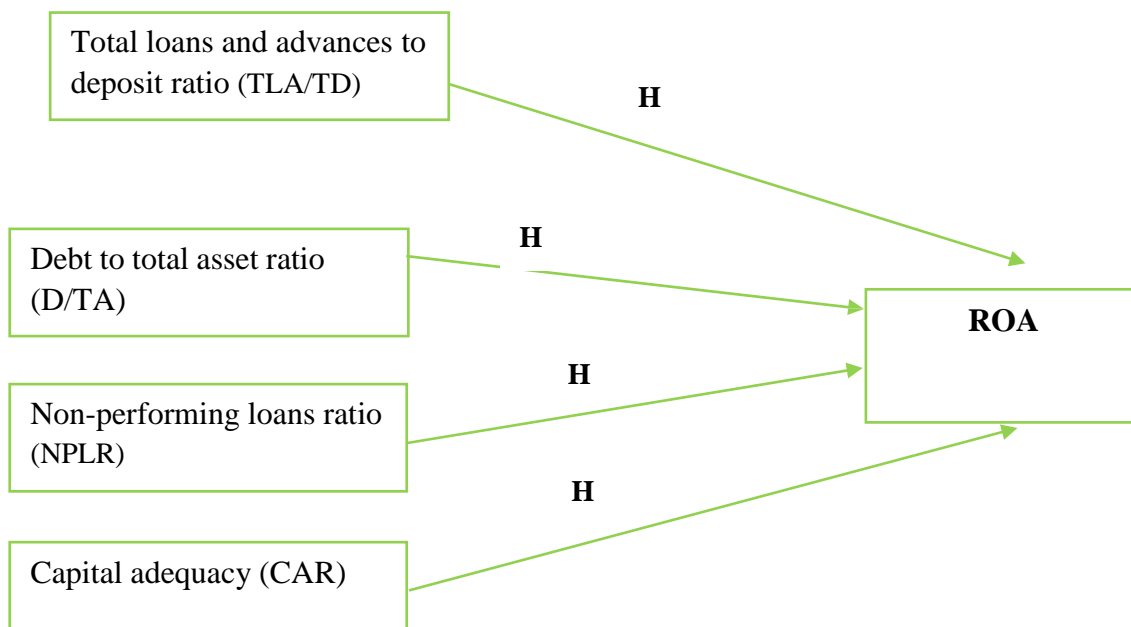 Total loans and advances to
deposit ratio (TLA/TD)
H
Debt to total asset ratio
(D/TA)
H
ROA
Non-performing loans ratio
(NPLR)
H
Capital adequacy (CAR)
H